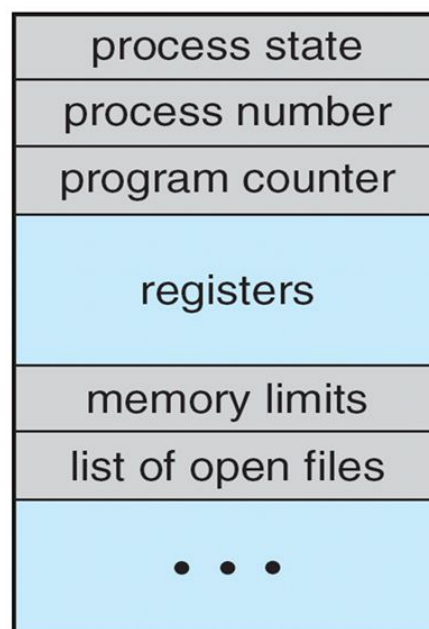 process state
process number
program counter
registers
memory limits
list of open files
• • •